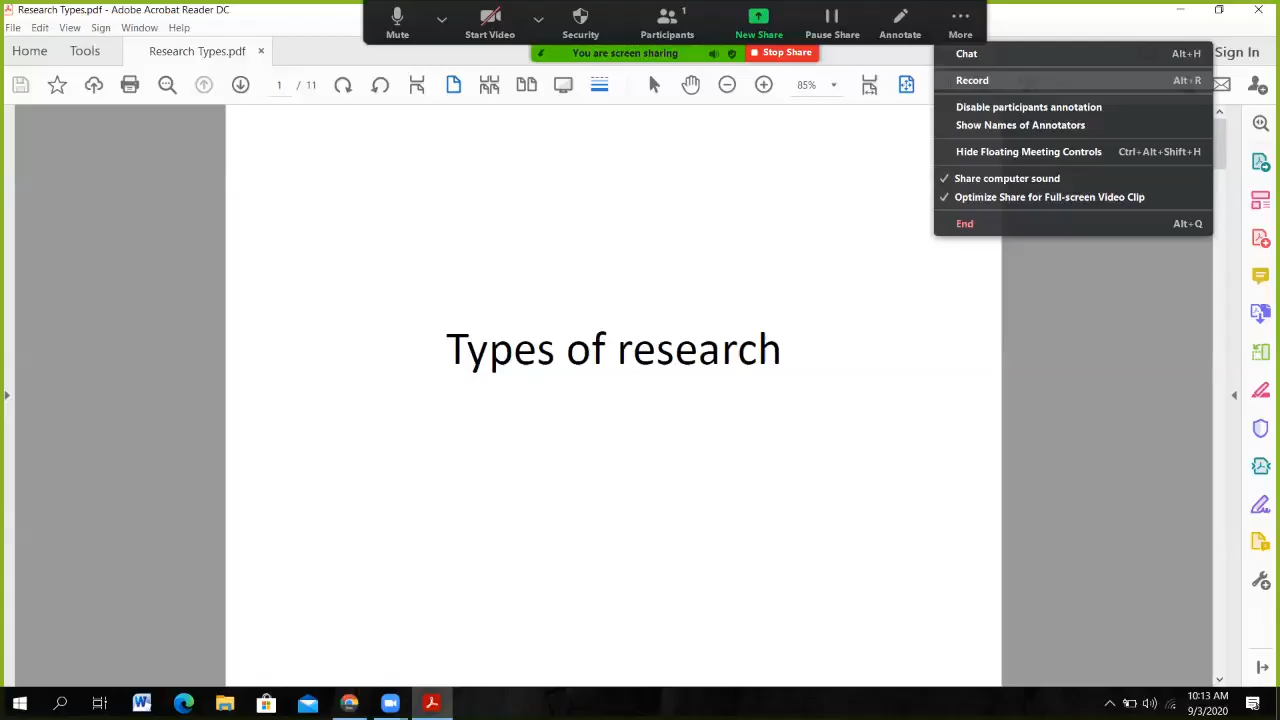 Research Types.pdf - Adobe Acrobat Reader DC
File Edit View Sign Window Help
Mute
Start Video
Security
Participants 1
New Share
Pause Share
Annotate
More
You are screen sharing
Stop Share
Home
Tools
Research Types.pdf ×
Sign In
1 / 11
85%
Chat Alt+H
Record Alt+R
Disable participants annotation
Show Names of Annotators
Hide Floating Meeting Controls Ctrl+Alt+Shift+H
Share computer sound
Optimize Share for Full-screen Video Clip
End Alt+Q
Types of research
10:13 AM
9/3/2020